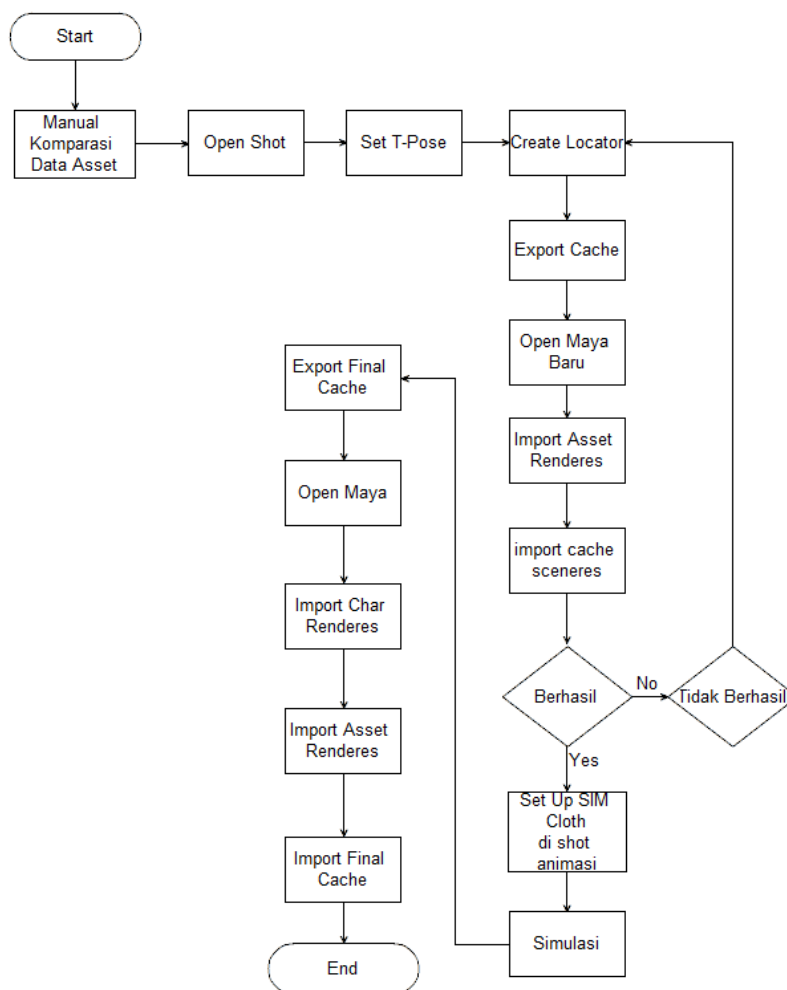 Start
Manual
Komparasi
Data Asset
Open Shot
Set T-Pose
Create Locator
Export Cache
Open Maya
Baru
Import Asset
Renderes
import cache
sceneres
Berhasil
No
Tidak Berhasil
Yes
Set Up SIM
Cloth
di shot
animasi
Simulasi
Export Final
Cache
Open Maya
Import Char
Renderes
Import Asset
Renderes
Import Final
Cache
End